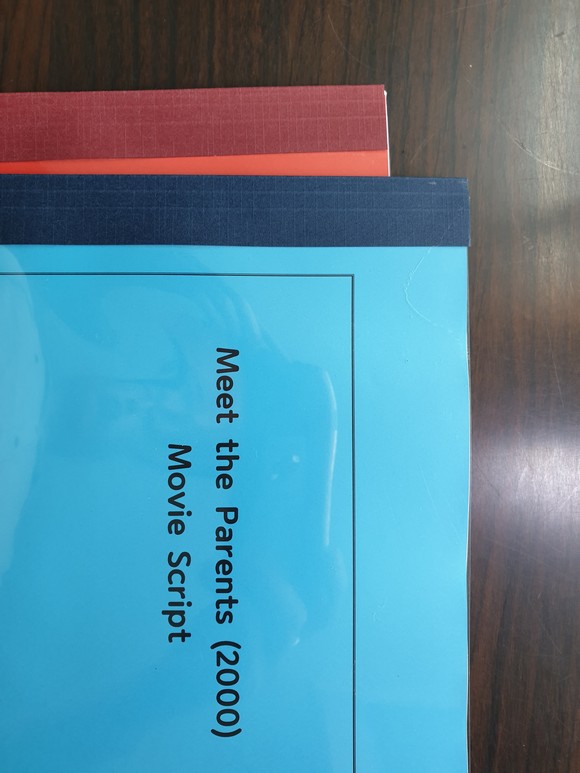 Meet the Parents (2000)
Movie Script